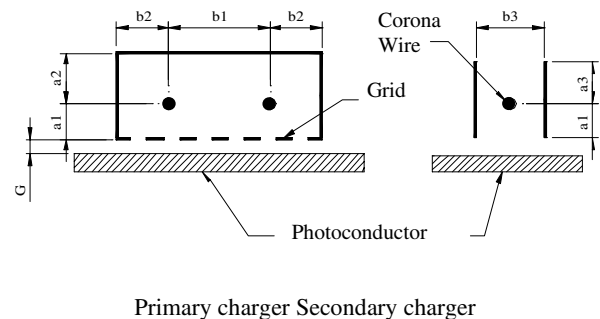 b2 b1 b2
Corona
Wire
b3
a2
a1
Grid
a3
a1
G
Photoconductor
Primary charger Secondary charger